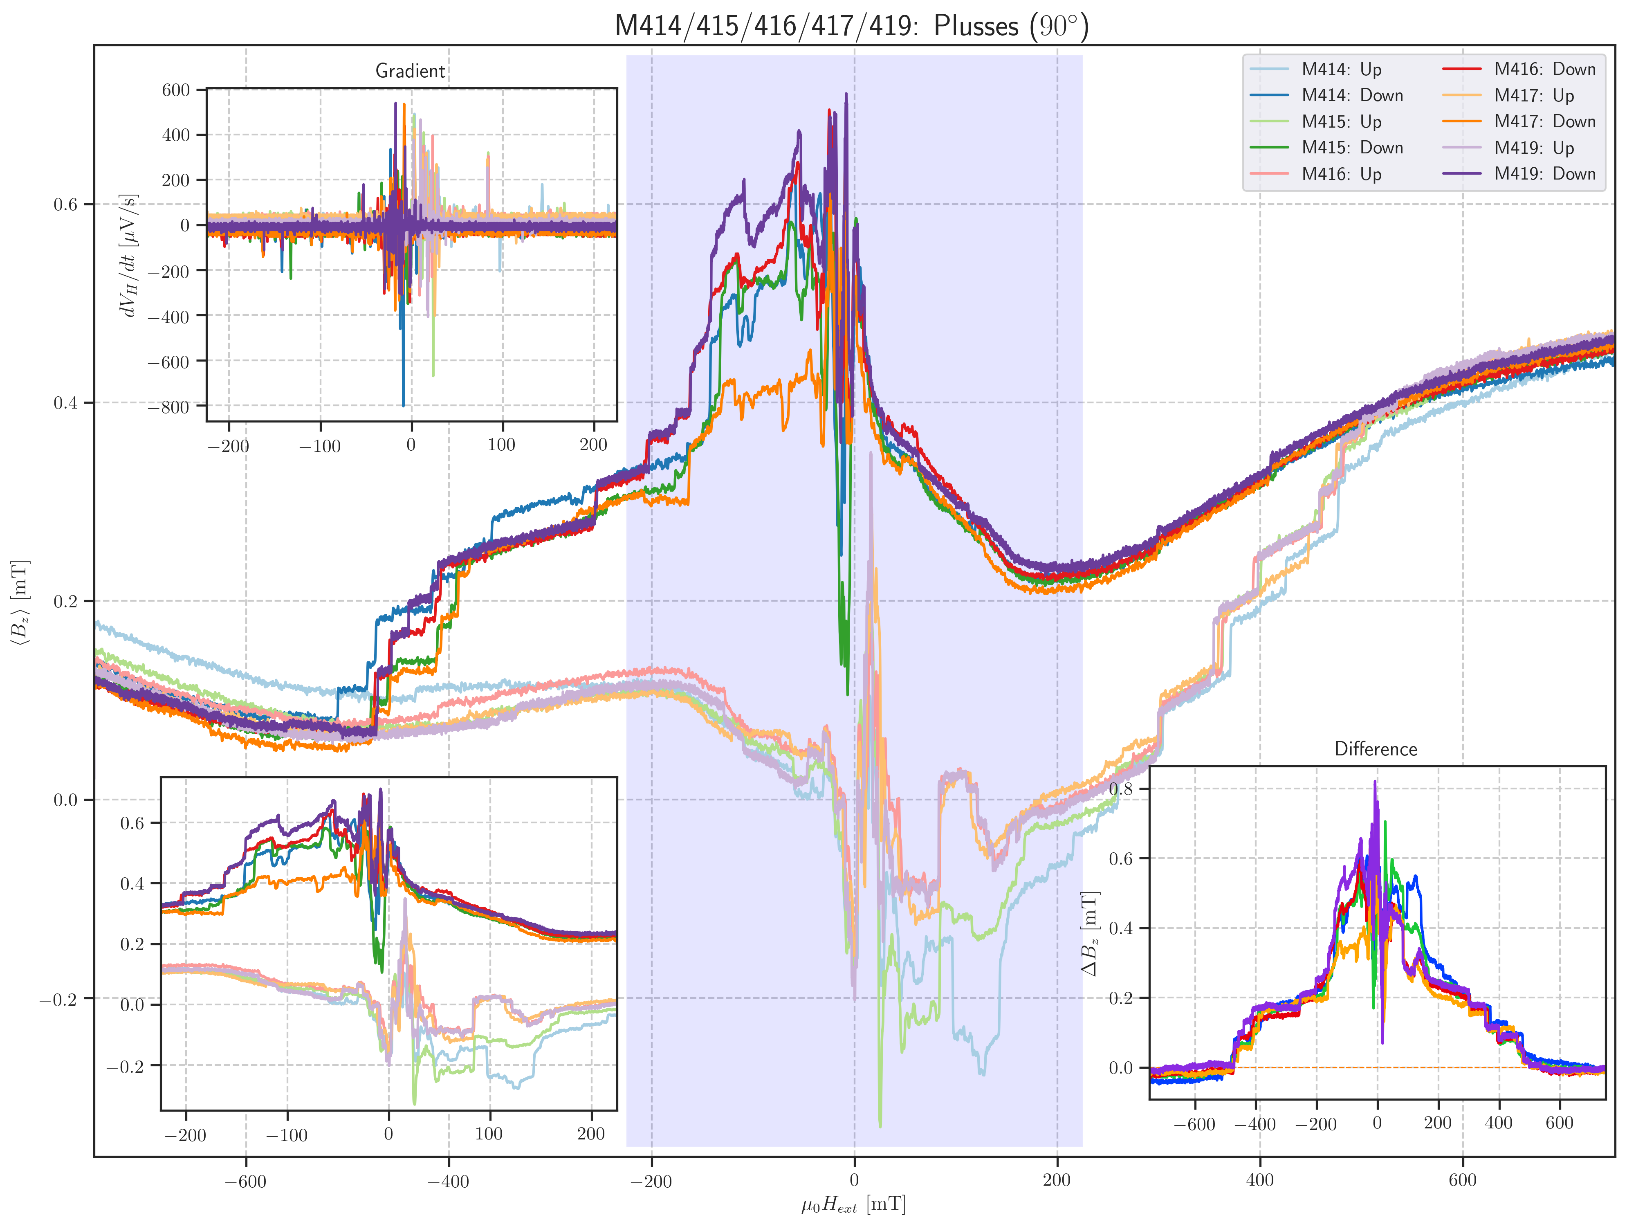 M414/415/416/417/419: Plusses (90°)
M414: Up
M414: Down
M415: Up
M415: Down
M416: Up
M416: Down
M417: Up
M417: Down
M419: Up
M419: Down
Gradient
dV_H/dt [μV/s]
600
400
200
0
−200
−400
−600
−800
−200 −100 0 100 200
⟨B_z⟩ [mT]
0.6
0.4
0.2
0.0
−0.2
0.6
0.4
0.2
0.0
−0.2
−200 −100 0 100 200
Difference
ΔB_z [mT]
0.8
0.6
0.4
0.2
0.0
−600 −400 −200 0 200 400 600
−600 −400 −200 0 200 400 600
μ₀H_ext [mT]